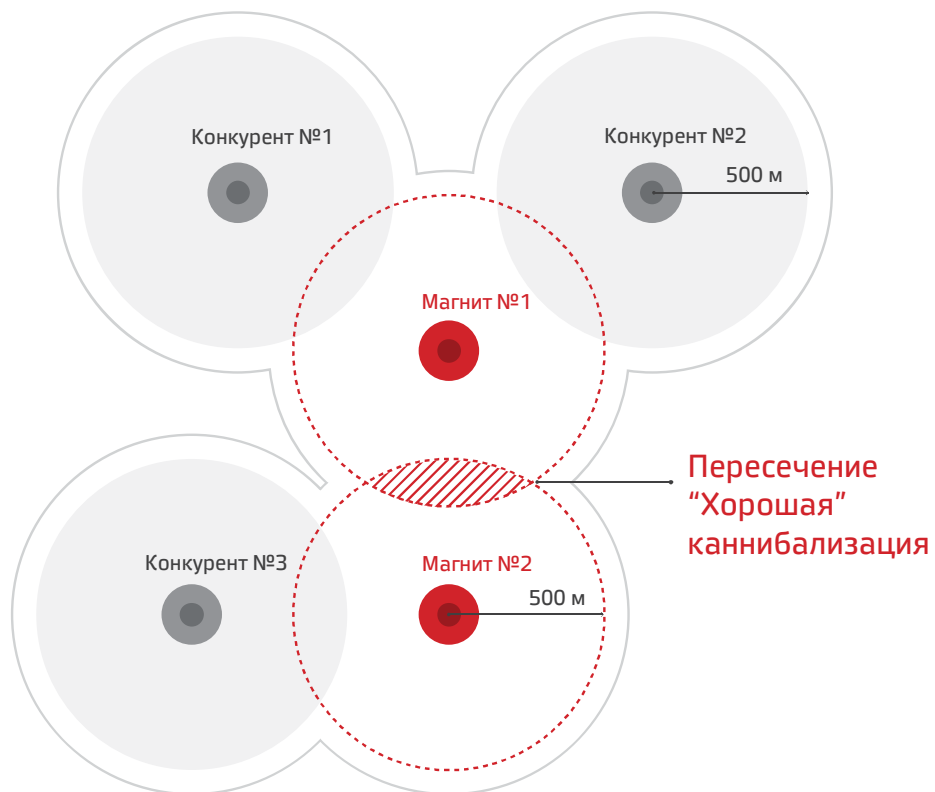 Конкурент №1
Конкурент №2
500 м
Магнит №1
Пересечение
“Хорошая”
каннибализация
Конкурент №3
Магнит №2
500 м